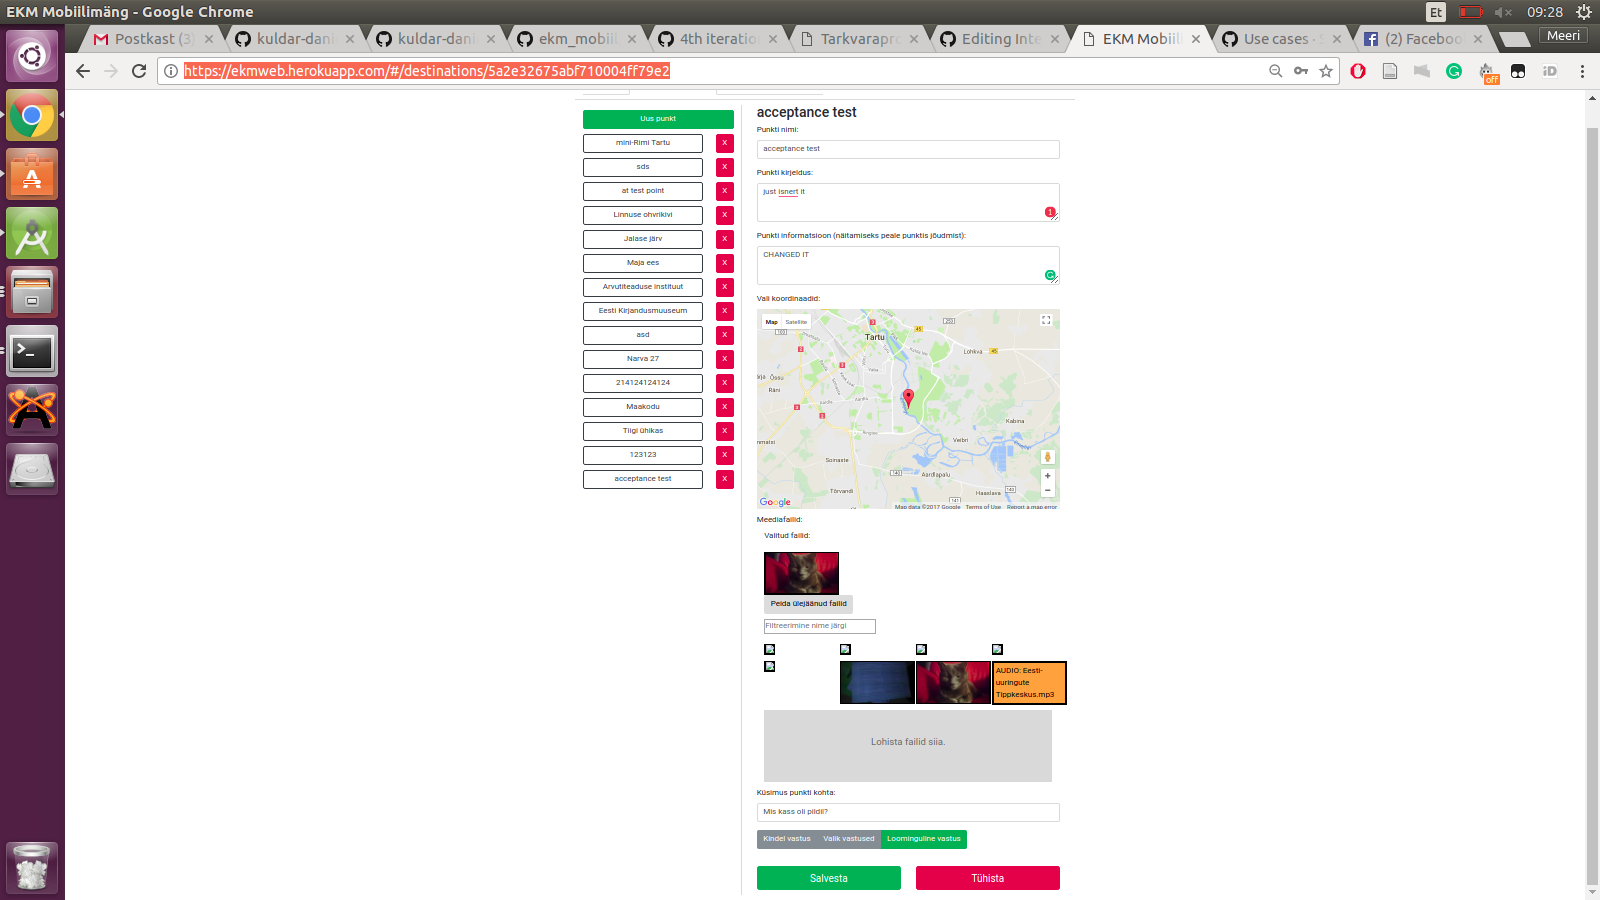 EKM Mobiilimäng - Google Chrome
Et
09:28
Postkast (3)
kuldar-dani
kuldar-dani
ekm_mobiil
4th iteratio
Tarkvarapro
Editing Inte
EKM Mobiil
Use cases - S
(2) Faceboo
Meeri
https://ekmweb.herokuapp.com/#/destinations/5a2e32675abf710004ff79e2
off
Uus punkt
mini-Rimi Tartu X
sds X
at test point X
Linnuse ohvrikivi X
Jalase järv X
Maja ees X
Arvutiteaduse instituut X
Eesti Kirjandusmuuseum X
asd X
Narva 27 X
214124124124 X
Maakodu X
Tiigi ühikas X
123123 X
acceptance test X
acceptance test
Punkti nimi:
acceptance test
Punkti kirjeldus:
just isnert it
1
Punkti informatsioon (näitamiseks peale punktis jõudmist):
CHANGED IT
Vali koordinaadid:
Map Satellite
Tartu
Lohkva
Õssu
Räni
Kabina
Veibri
Soinaste
Aardlapalu
Tõrvandi
Haaslava
Google
Map data ©2017 Google Terms of Use Report a map error
Meediafailid:
Valitud failid:
Peida ülejäänud failid
Filtreerimine nime järgi
AUDIO: Eesti-
uuringute
Tippkeskus.mp3
Lohista failid siia.
Küsimus punkti kohta:
Mis kass oli pildil?
Kindel vastus Valik vastused Loominguline vastus
Salvesta Tühista